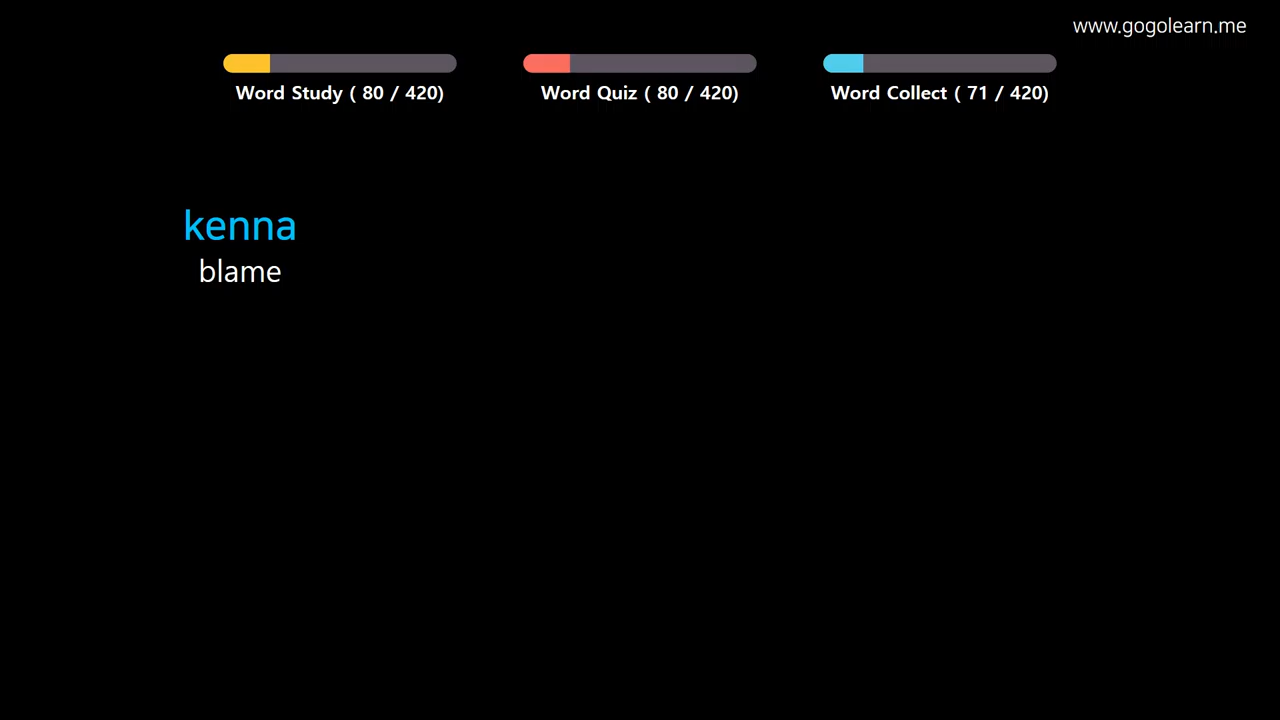 www.gogolearn.me
Word Study ( 80 / 420)
Word Quiz ( 80 / 420)
Word Collect ( 71 / 420)
kenna
blame